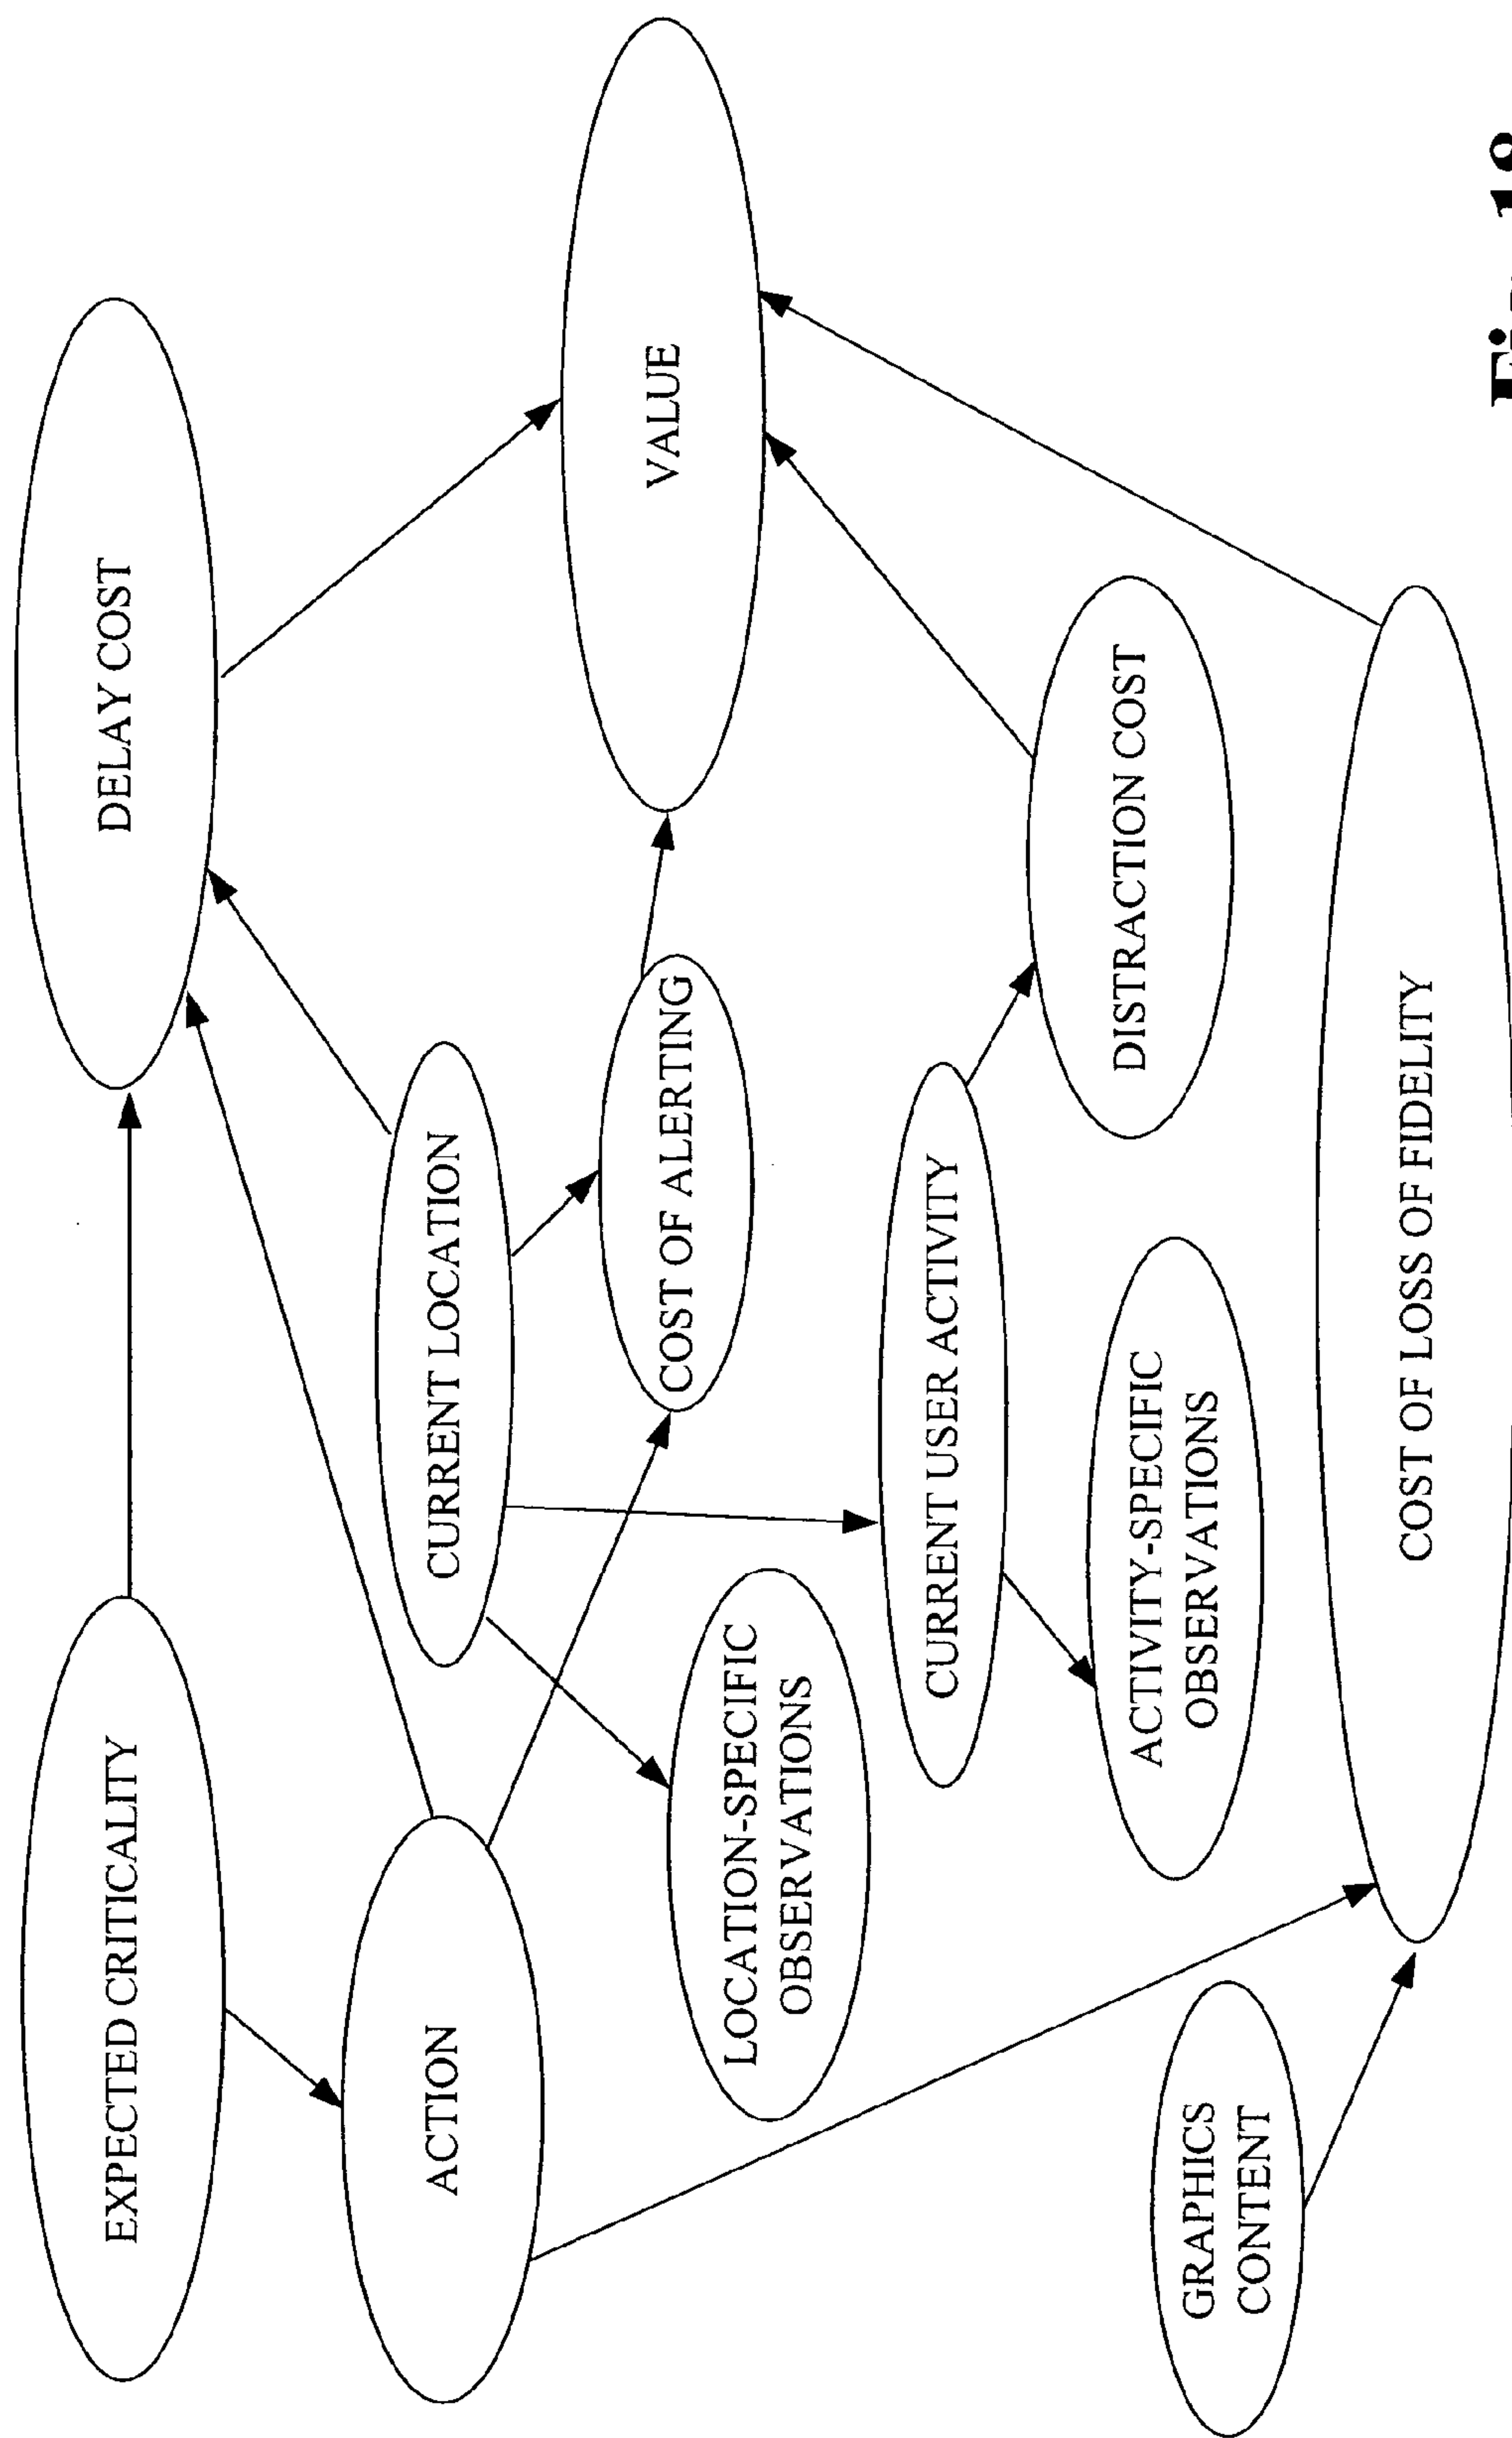 EXPECTED CRITICALITY
DELAY COST
ACTION
CURRENT LOCATION
VALUE
COST OF ALERTING
LOCATION-SPECIFIC
OBSERVATIONS
CURRENT USER ACTIVITY
DISTRACTION COST
ACTIVITY-SPECIFIC
OBSERVATIONS
GRAPHICS
CONTENT
COST OF LOSS OF FIDELITY